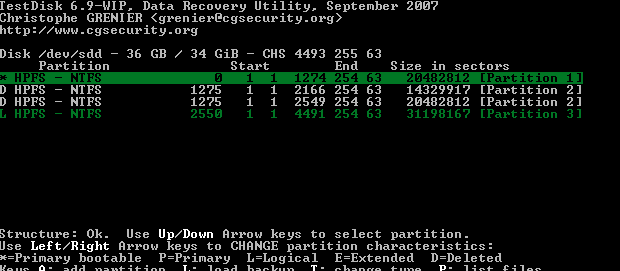 TestDisk 6.9-WIP, Data Recovery Utility, September 2007
Christophe GRENIER <grenier@cgsecurity.org>
http://www.cgsecurity.org
Disk /dev/sdd - 36 GB / 34 GiB - CHS 4493 255 63
Partition Start End Size in sectors
* HPFS - NTFS 0 1 1 1274 254 63 20482812 [Partition 1]
D HPFS - NTFS 1275 1 1 2166 254 63 14329917 [Partition 2]
D HPFS - NTFS 1275 1 1 2549 254 63 20482812 [Partition 2]
L HPFS - NTFS 2550 1 1 4491 254 63 31198167 [Partition 3]
Structure: Ok. Use Up/Down Arrow keys to select partition.
Use Left/Right Arrow keys to CHANGE partition characteristics:
*=Primary bootable P=Primary L=Logical E=Extended D=Deleted
Keys A: add partition, L: load backup, T: change type, P: list files,